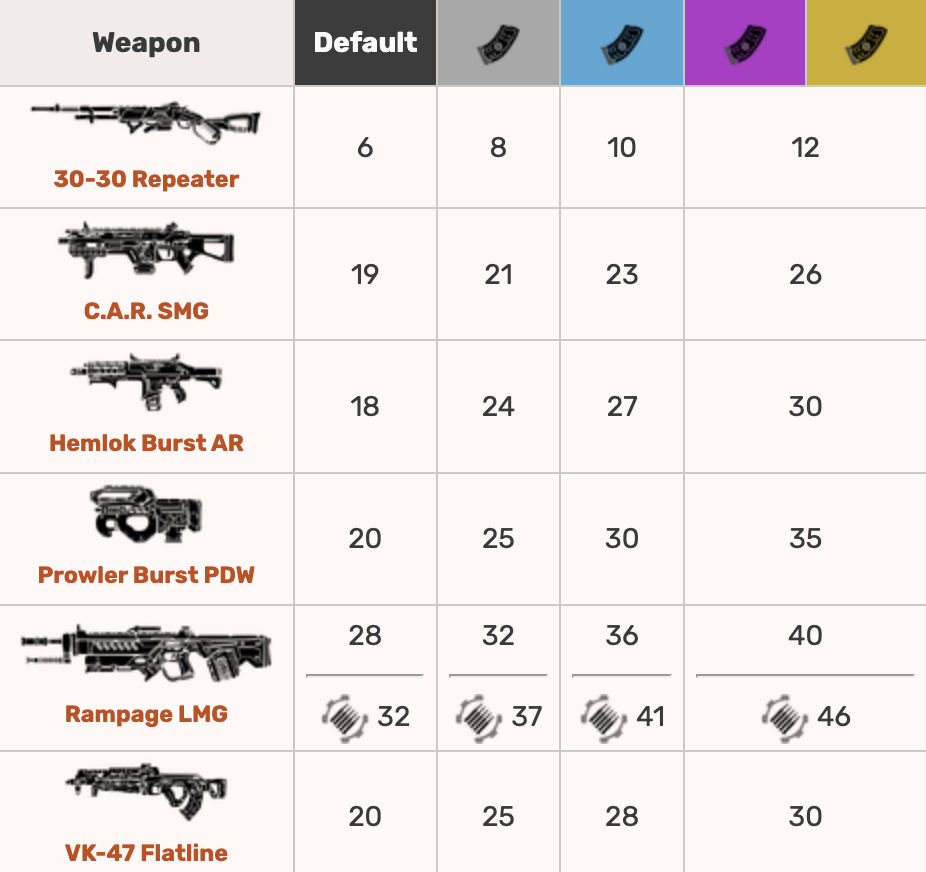 Weapon Default
30-30 Repeater 6 8 10 12
C.A.R. SMG 19 21 23 26
Hemlok Burst AR 18 24 27 30
Prowler Burst PDW 20 25 30 35
28 32 36 40
Rampage LMG 32 37 41 46
VK-47 Flatline 20 25 28 30